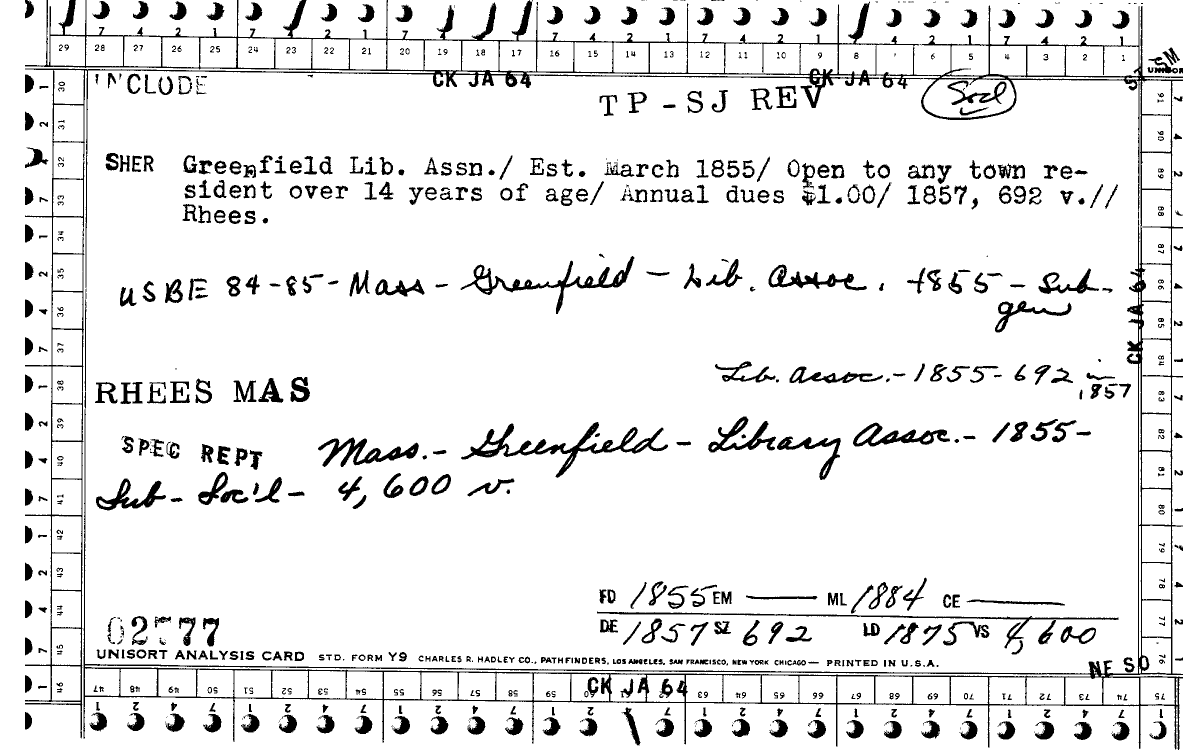 7 4 2 1 7 4 2 1 7 4 2 1 7 4 2 1 7 4 2 1 7 4 2 1
29 28 27 26 25 24 23 22 21 20 19 18 17 16 15 14 13 12 11 10 9 8 7 6 5 4 3 2 1
INCLODE CK JA 64 CK JA 64 SM
TP-SJ REV Socl UNISORT
SHER Greenfield Lib. Assn./ Est. March 1855/ Open to any town re-
sident over 14 years of age/ Annual dues $1.00/ 1857, 692 v.//
Rhees.
USBE 84-85-Mass-Greenfield-Lib. Assoc. -1855-Sub-
gen
CK JA 64
Lib. Assoc.-1855-692 in
1857
RHEES MAS
SPEC REPT Mass.-Greenfield-Library Assoc.-1855-
Sub-Soc'l-4,600 v.
FD 1855 EM — ML 1884 CE —
DE 1857 SZ 692 LD 1875 VS 4,600
02777
UNISORT ANALYSIS CARD STD. FORM Y9 CHARLES R. HADLEY CO., PATHFINDERS, LOS ANGELES, SAN FRANCISCO, NEW YORK CHICAGO — PRINTED IN U.S.A.
NE SO
CK JA 64
30 31 32 33 34 35 36 37 38 39 40 41 42 43 44 45 46
47 48 49 50 51 52 53 54 55 56 57 58 59 60 63 64 65 66 67 68 69 70 71 72 73 74 75
91 90 89 88 87 86 85 84 83 82 81 80 79 78 77 76